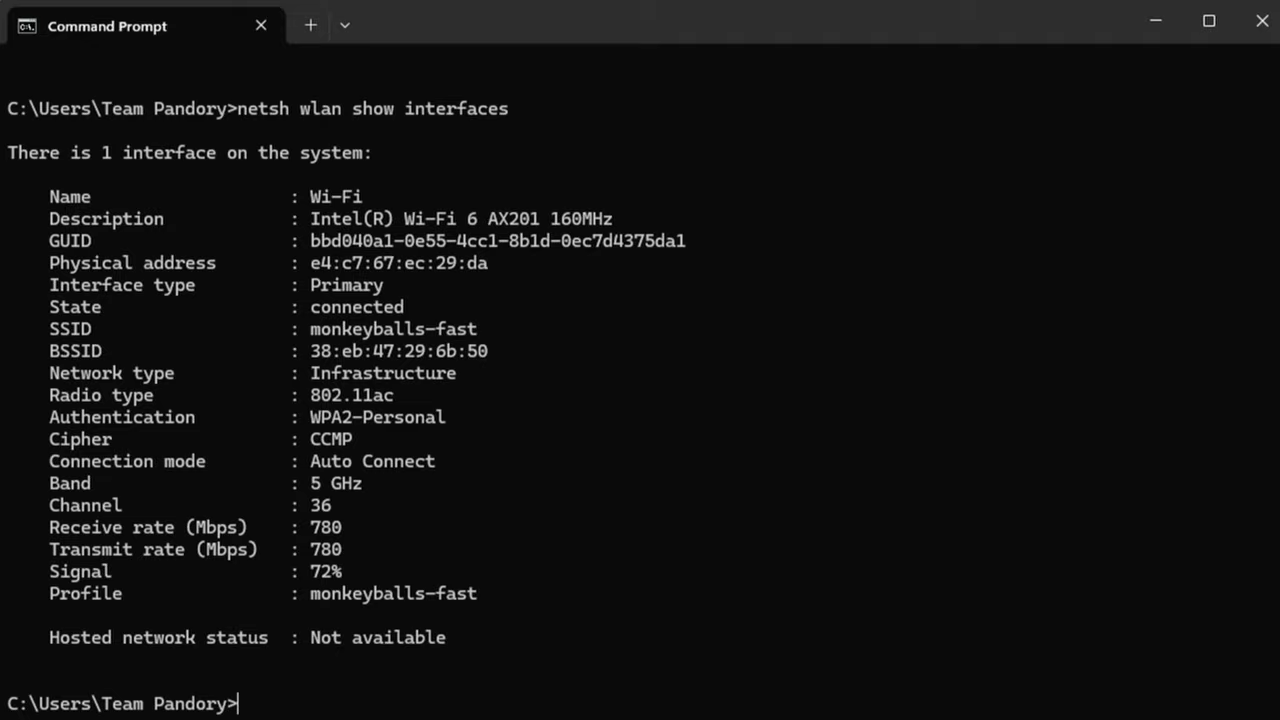 Command Prompt
C:\Users\Team Pandory>netsh wlan show interfaces
There is 1 interface on the system:
Name : Wi-Fi
Description : Intel(R) Wi-Fi 6 AX201 160MHz
GUID : bbd040a1-0e55-4cc1-8b1d-0ec7d4375da1
Physical address : e4:c7:67:ec:29:da
Interface type : Primary
State : connected
SSID : monkeyballs-fast
BSSID : 38:eb:47:29:6b:50
Network type : Infrastructure
Radio type : 802.11ac
Authentication : WPA2-Personal
Cipher : CCMP
Connection mode : Auto Connect
Band : 5 GHz
Channel : 36
Receive rate (Mbps) : 780
Transmit rate (Mbps) : 780
Signal : 72%
Profile : monkeyballs-fast
Hosted network status : Not available
C:\Users\Team Pandory>